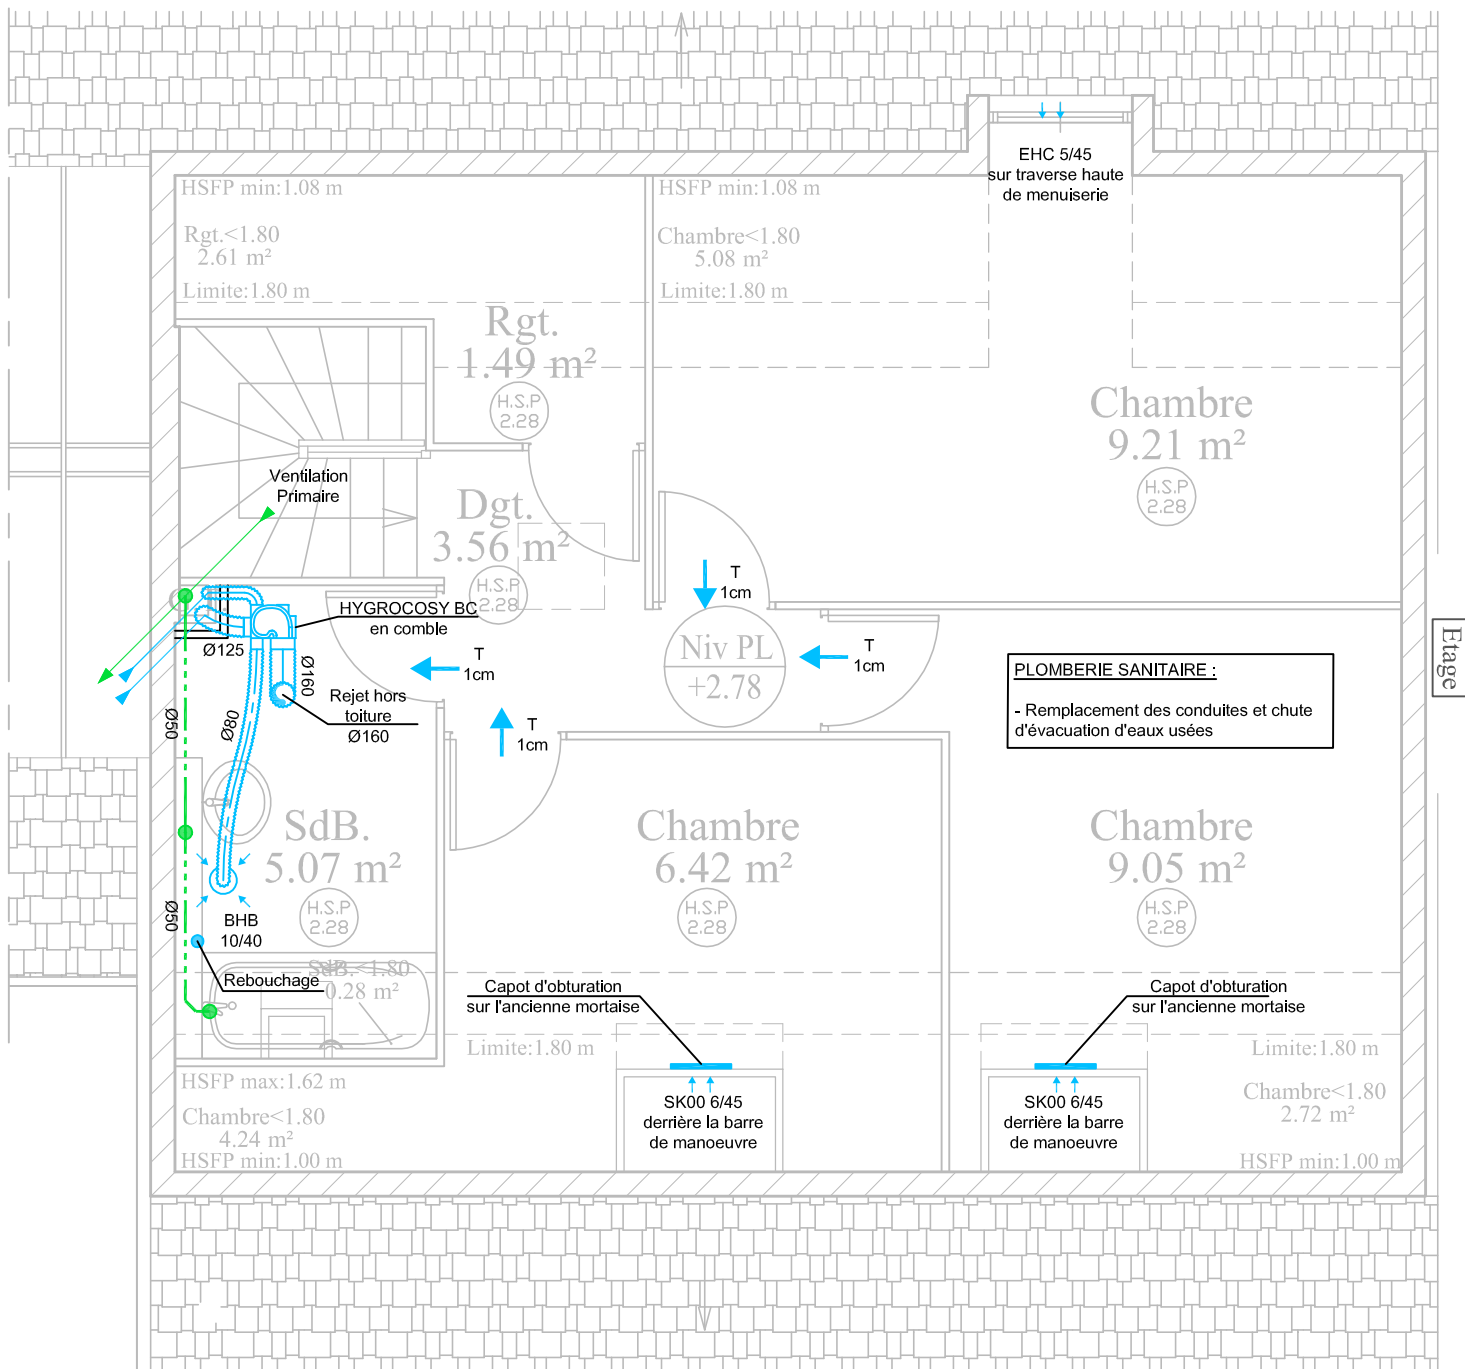 EHC 5/45
sur traverse haute
de menuiserie
HSFP min:1.08 m
HSFP min:1.08 m
Rgt.<1.80
2.61 m²
Chambre<1.80
5.08 m²
Limite:1.80 m
Limite:1.80 m
Rgt.
1.49 m²
H.S.P
2.28
Chambre
9.21 m²
H.S.P
2.28
Ventilation
Primaire
Dgt.
3.56 m²
H.S.P
2.28
T
1cm
HYGROCOSY BC
en comble
Ø125
Ø160
T
1cm
Niv PL
+2.78
T
1cm
Etage
PLOMBERIE SANITAIRE :
- Remplacement des conduites et chute
d'évacuation d'eaux usées
Rejet hors
toiture
Ø160
Ø50
Ø80
T
1cm
SdB.
5.07 m²
H.S.P
2.28
Chambre
6.42 m²
H.S.P
2.28
Chambre
9.05 m²
H.S.P
2.28
Ø50
BHB
10/40
Rebouchage
SdB.<1.80
0.28 m²
Capot d'obturation
sur l'ancienne mortaise
Capot d'obturation
sur l'ancienne mortaise
Limite:1.80 m
Limite:1.80 m
HSFP max:1.62 m
Chambre<1.80
4.24 m²
HSFP min:1.00 m
SK00 6/45
derrière la barre
de manoeuvre
SK00 6/45
derrière la barre
de manoeuvre
Chambre<1.80
2.72 m²
HSFP min:1.00 m